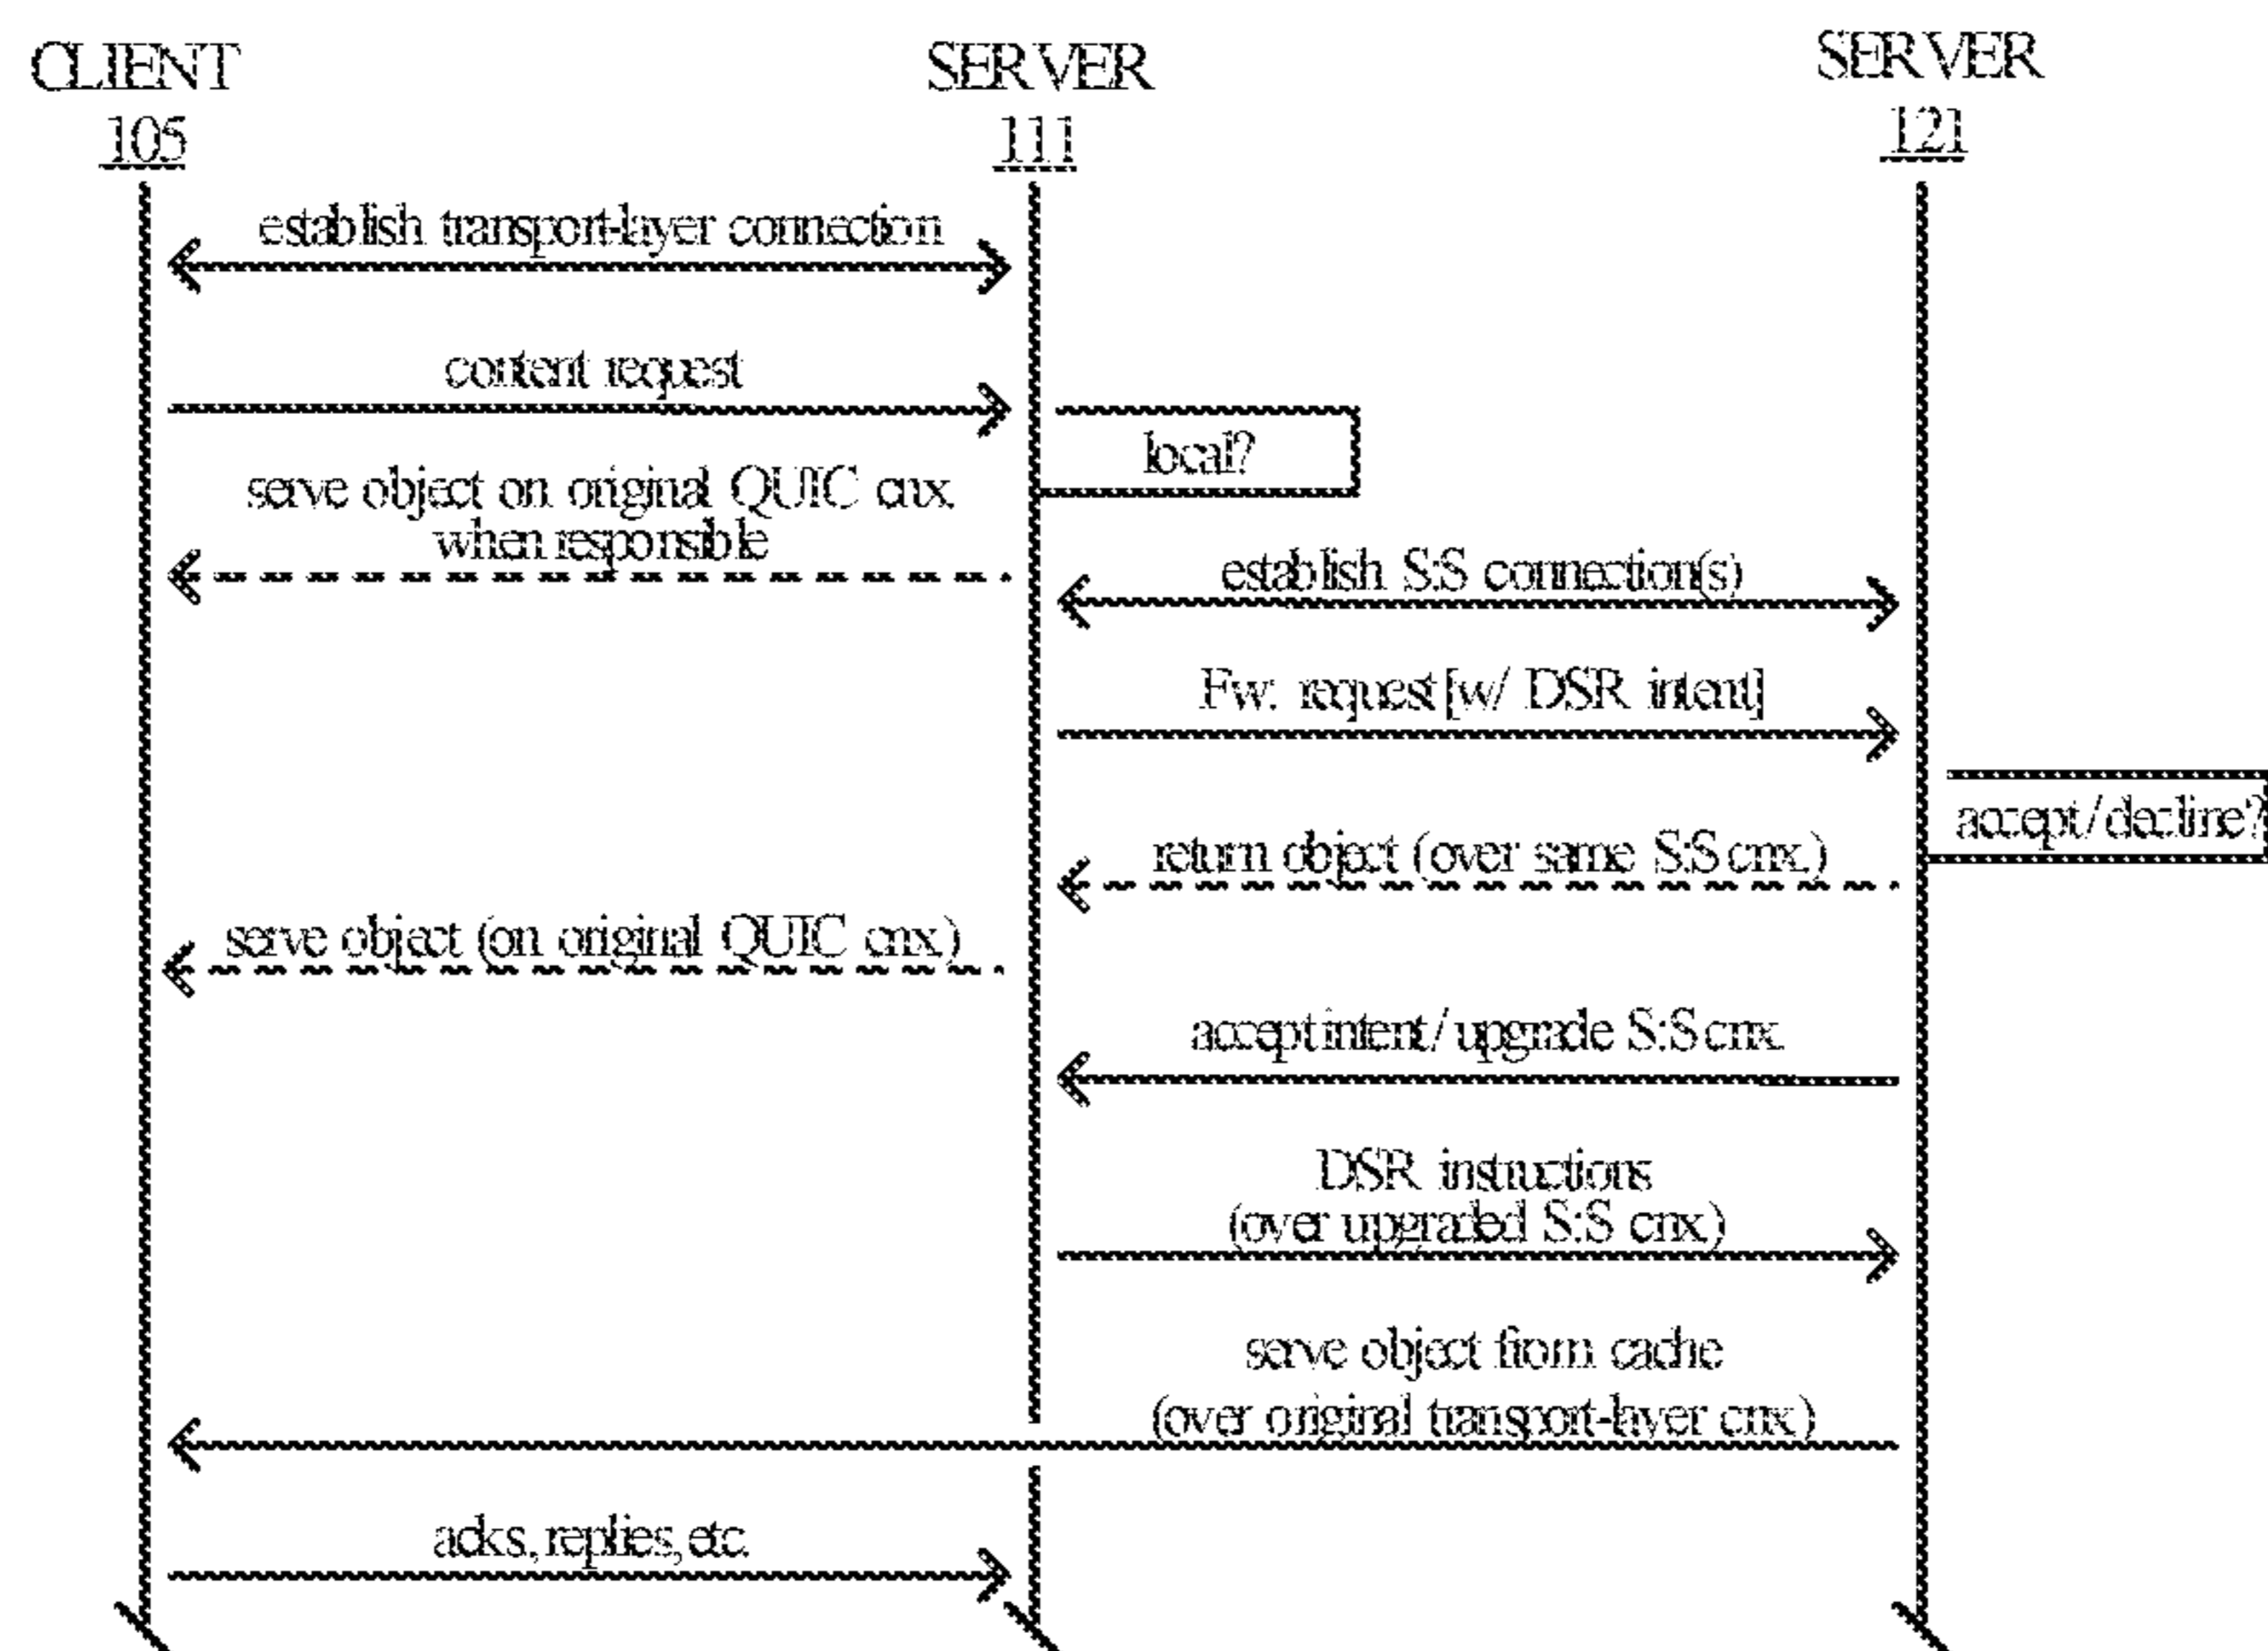 CLIENT
105
SERVER
111
SERVER
121
establish transport-layer connection
content request
local?
serve object on original QUIC cnx.
when responsible
establish S:S connection(s)
Fw: request [w/ DSR intent]
accept / decline?
return object (over same S:S cnx.)
serve object (on original QUIC cnx.)
accept intent / upgrade S:S cnx.
DSR instructions
(over upgraded S:S cnx.)
serve object from cache
(over original transport-layer cnx.)
acks, replies, etc.